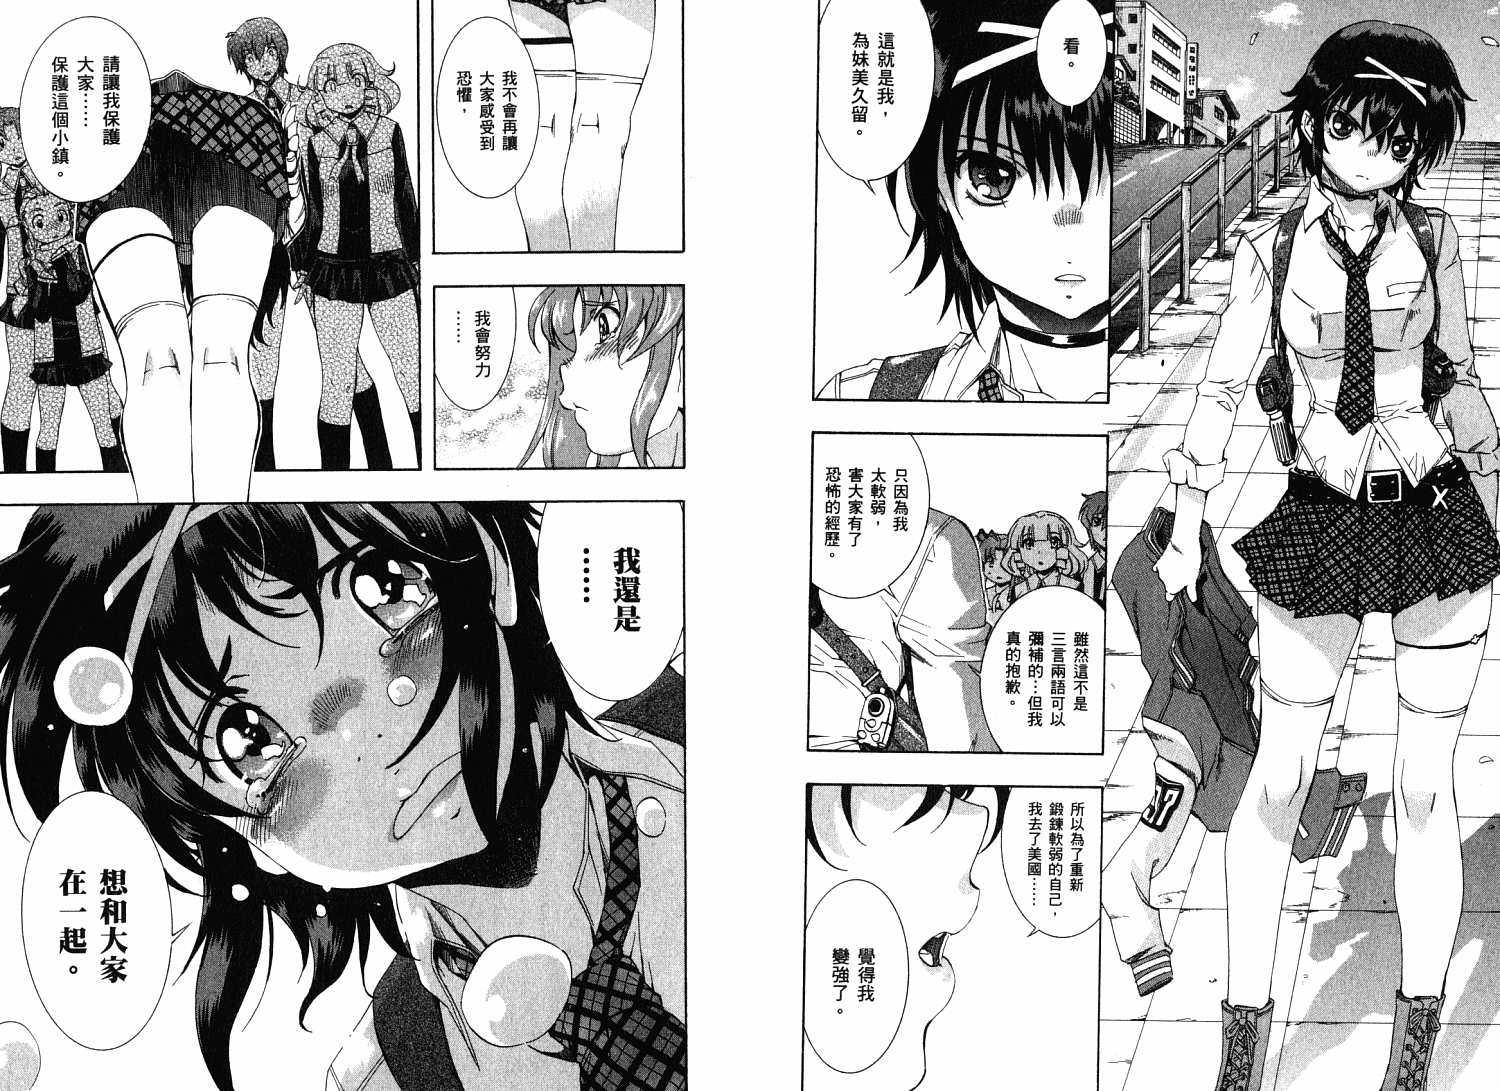 看。
這就是我，
為妹美久留。
只因為我
太軟弱，
害大家有了
恐怖的經歷。
雖然這不是
三言兩語可以
彌補的…但我
真的抱歉。
所以為了重新
鍛鍊軟弱的自己，
我去了美國……
覺得我
變強了。
37
我不會再讓
大家感受到
恐懼，
我會努力
……
請讓我保護
大家……
保護這個小鎮。
我還是
……
想和大家
在一起。